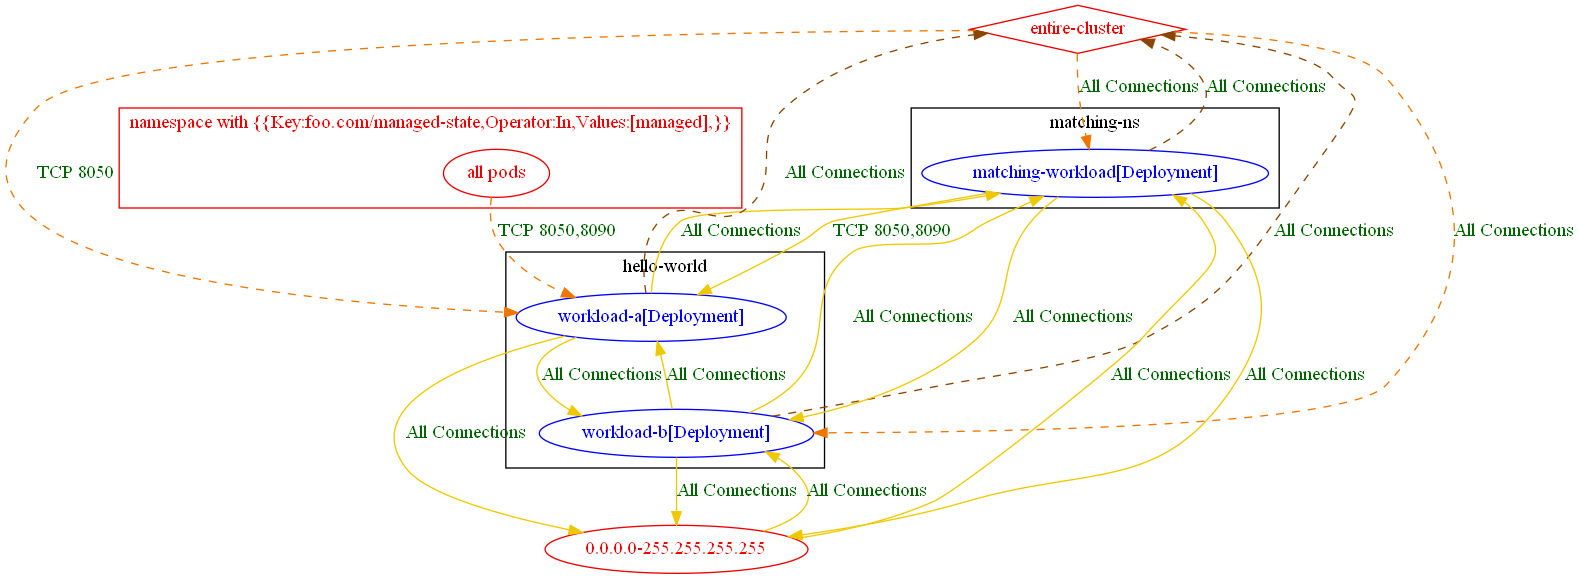 entire-cluster
All Connections
All Connections
namespace with {{Key:foo.com/managed-state,Operator:In,Values:[managed],}}
matching-ns
TCP 8050
all pods
All Connections
matching-workload[Deployment]
TCP 8050,8090
All Connections
TCP 8050,8090
All Connections
All Connections
hello-world
workload-a[Deployment]
All Connections
All Connections
All Connections
All Connections
All Connections
All Connections
All Connections
workload-b[Deployment]
All Connections
All Connections
0.0.0.0-255.255.255.255